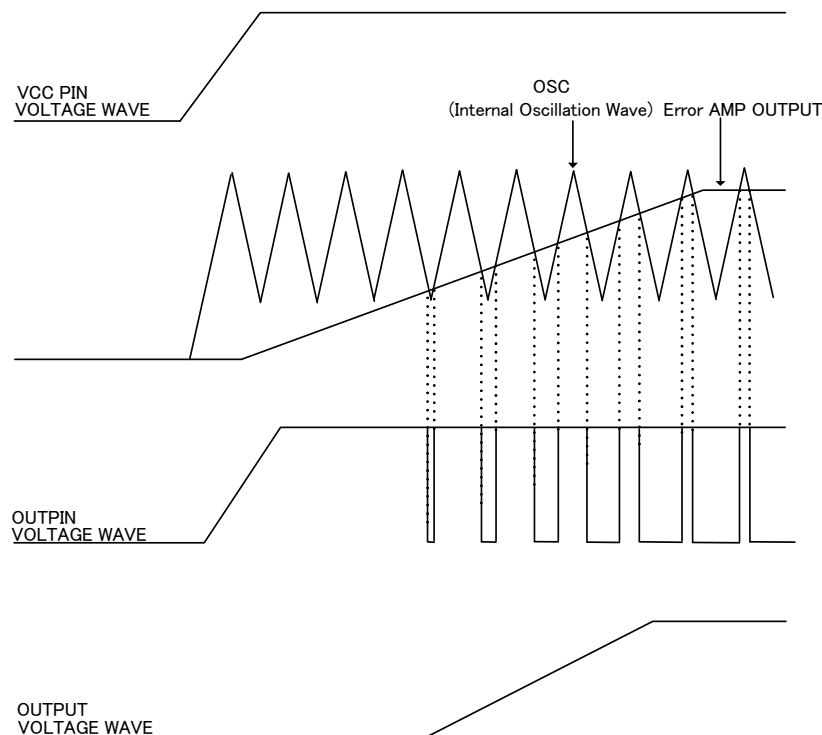 VCC PIN
VOLTAGE WAVE
OSC
(Internal Oscillation Wave) Error AMP OUTPUT
OUTPIN
VOLTAGE WAVE
OUTPUT
VOLTAGE WAVE